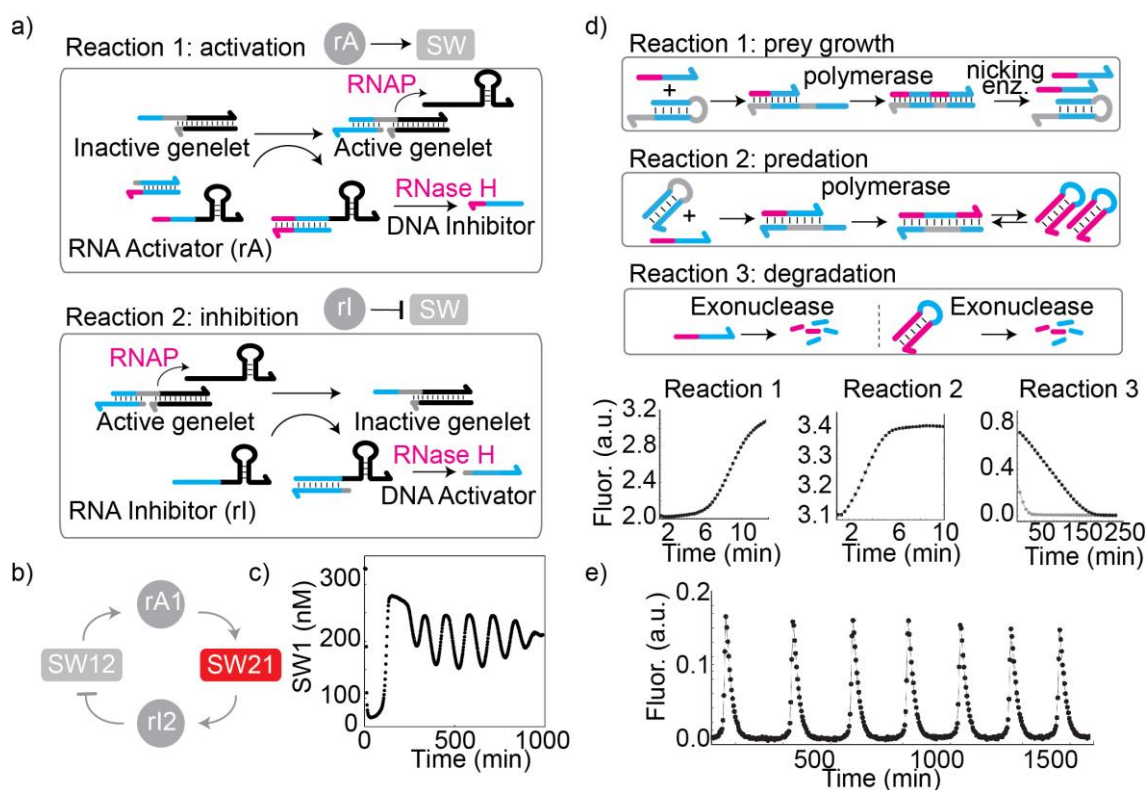 a)
Reaction 1: activation
rA
SW
RNAP
Inactive genelet
Active genelet
RNase H
DNA Inhibitor
RNA Activator (rA)
Reaction 2: inhibition
rI
SW
RNAP
Active genelet
Inactive genelet
RNase H
DNA Activator
RNA Inhibitor (rI)
b)
rA1
SW12
SW21
rI2
c)
SW1 (nM)
300
200
100
0
0
500
1000
Time (min)
d)
Reaction 1: prey growth
+
polymerase
nicking
enz.
Reaction 2: predation
+
polymerase
Reaction 3: degradation
Exonuclease
Exonuclease
Reaction 1
Fluor. (a.u.)
3.2
2.8
2.4
2.0
2
6
10
Time (min)
Reaction 2
3.4
3.3
3.2
3.1
2
4
6
8
10
Time (min)
Reaction 3
0.8
0.4
0.0
50
150
250
Time (min)
e)
Fluor. (a.u.)
0.2
0.1
0.0
500
1000
1500
Time (min)